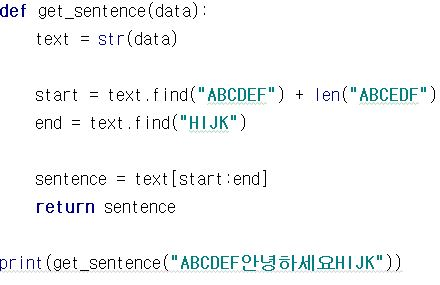 def get_sentence(data):
    text = str(data)
    start = text.find("ABCDEF") + len("ABCEDF")
    end = text.find("HIJK")
    sentence = text[start:end]
    return sentence
print(get_sentence("ABCDEF안녕하세요HIJK"))